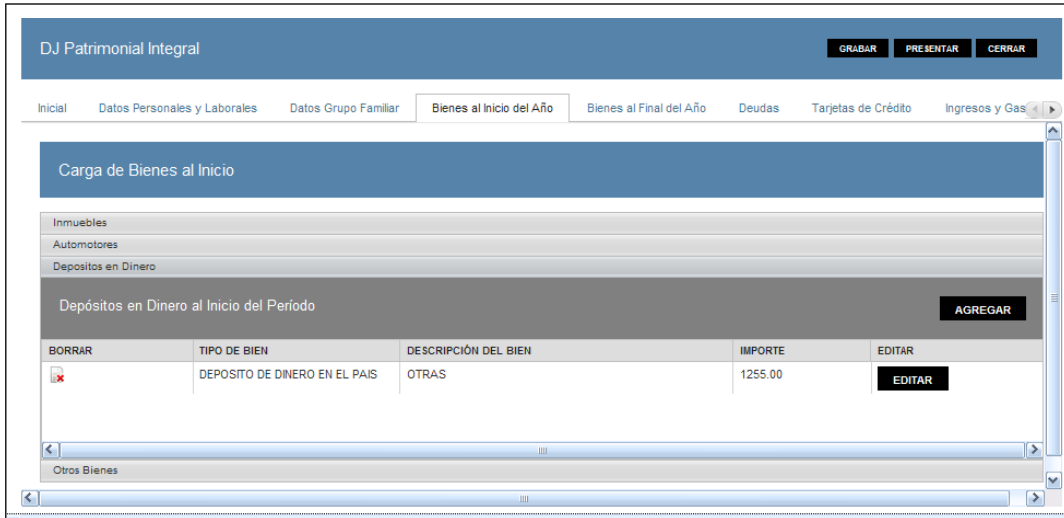 DJ Patrimonial Integral
GRABAR PRESENTAR CERRAR
Inicial Datos Personales y Laborales Datos Grupo Familiar Bienes al Inicio del Año Bienes al Final del Año Deudas Tarjetas de Crédito Ingresos y Gas
Carga de Bienes al Inicio
Inmuebles
Automotores
Depositos en Dinero
Depósitos en Dinero al Inicio del Período
AGREGAR
BORRAR TIPO DE BIEN DESCRIPCIÓN DEL BIEN IMPORTE EDITAR
DEPOSITO DE DINERO EN EL PAIS OTRAS 1255.00 EDITAR
Otros Bienes